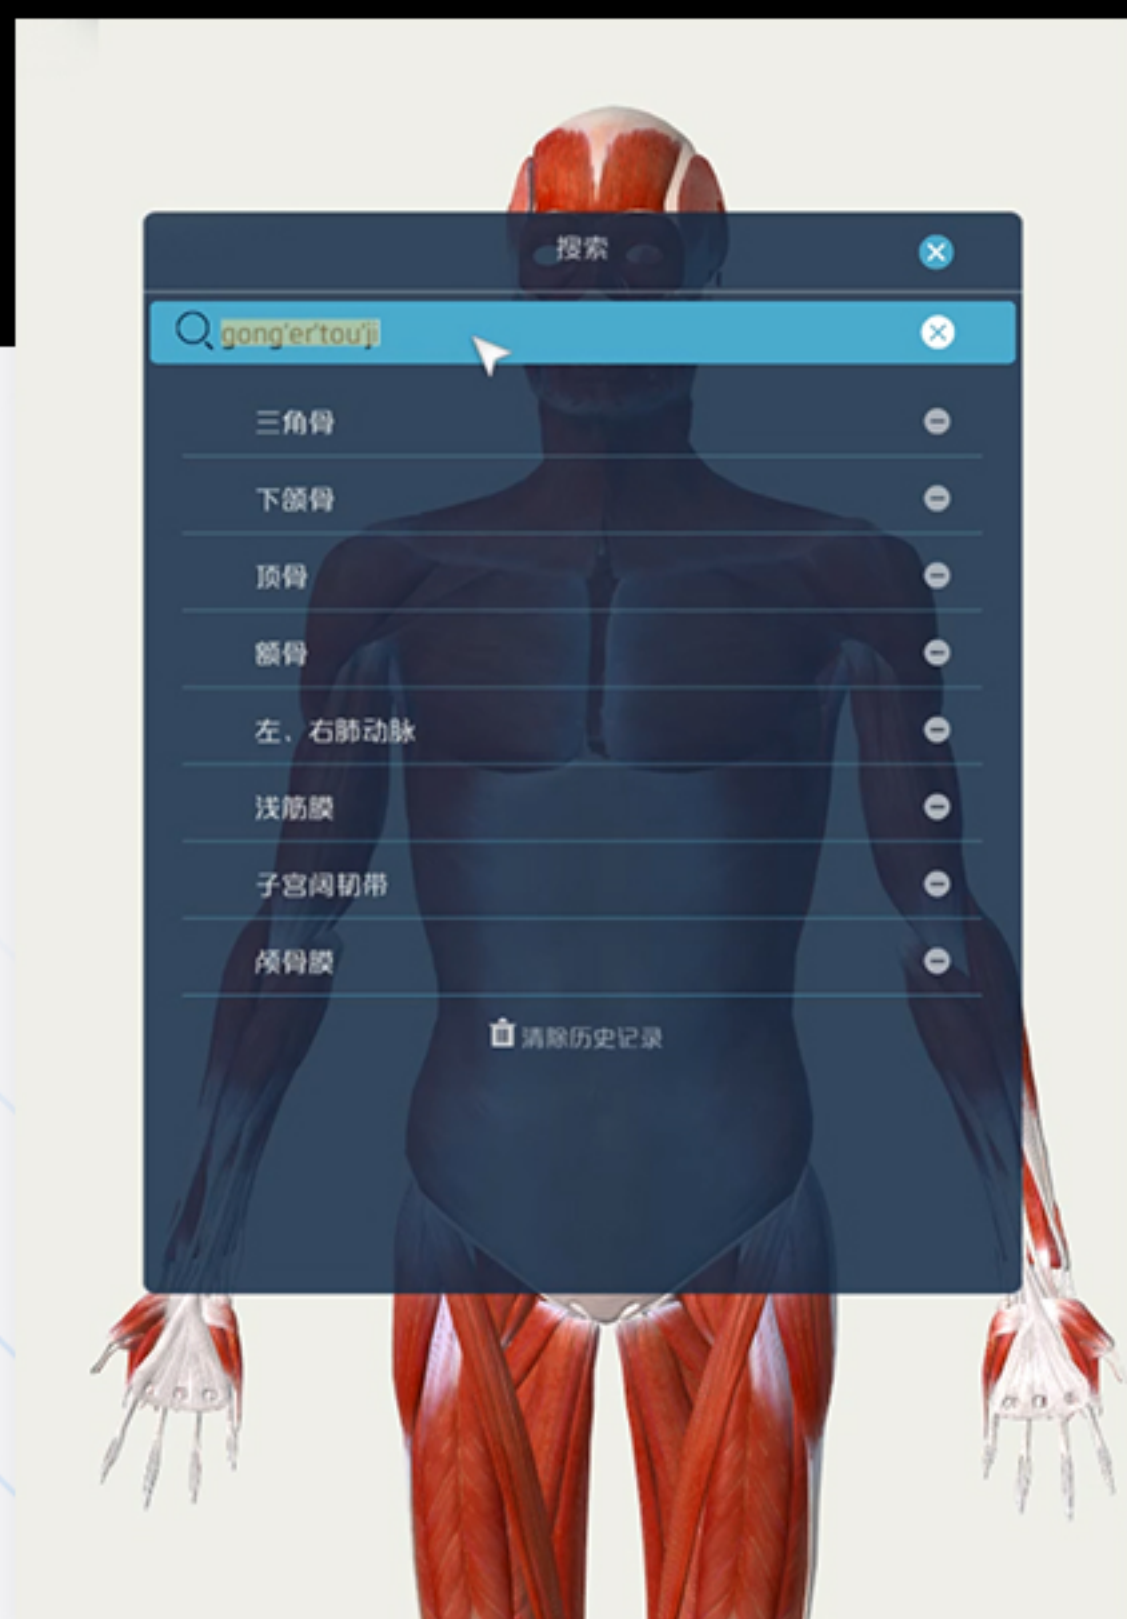 搜索
gong'er'tou'ji
三角骨
下颌骨
顶骨
额骨
左、右肺动脉
浅筋膜
子宫阔韧带
颅骨膜
清除历史记录